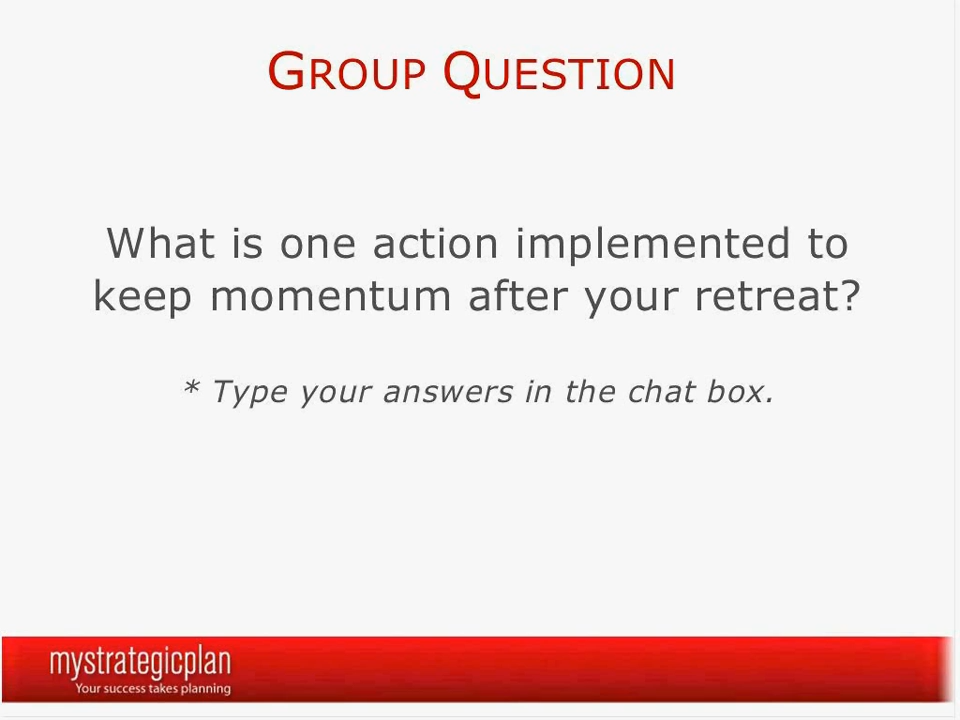 GROUP QUESTION
What is one action implemented to
keep momentum after your retreat?
* Type your answers in the chat box.
mystrategicplan
Your success takes planning